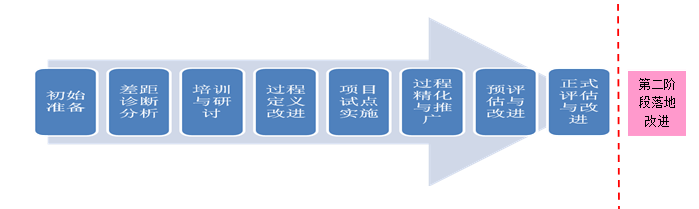 初始
准备
差距
诊断
分析
培训
与研
讨
过程
定义
改进
项目
试点
实施
过程
精化
与推
广
预评
估与
改进
正式
评估
与改
进
第二阶
段落地
改进